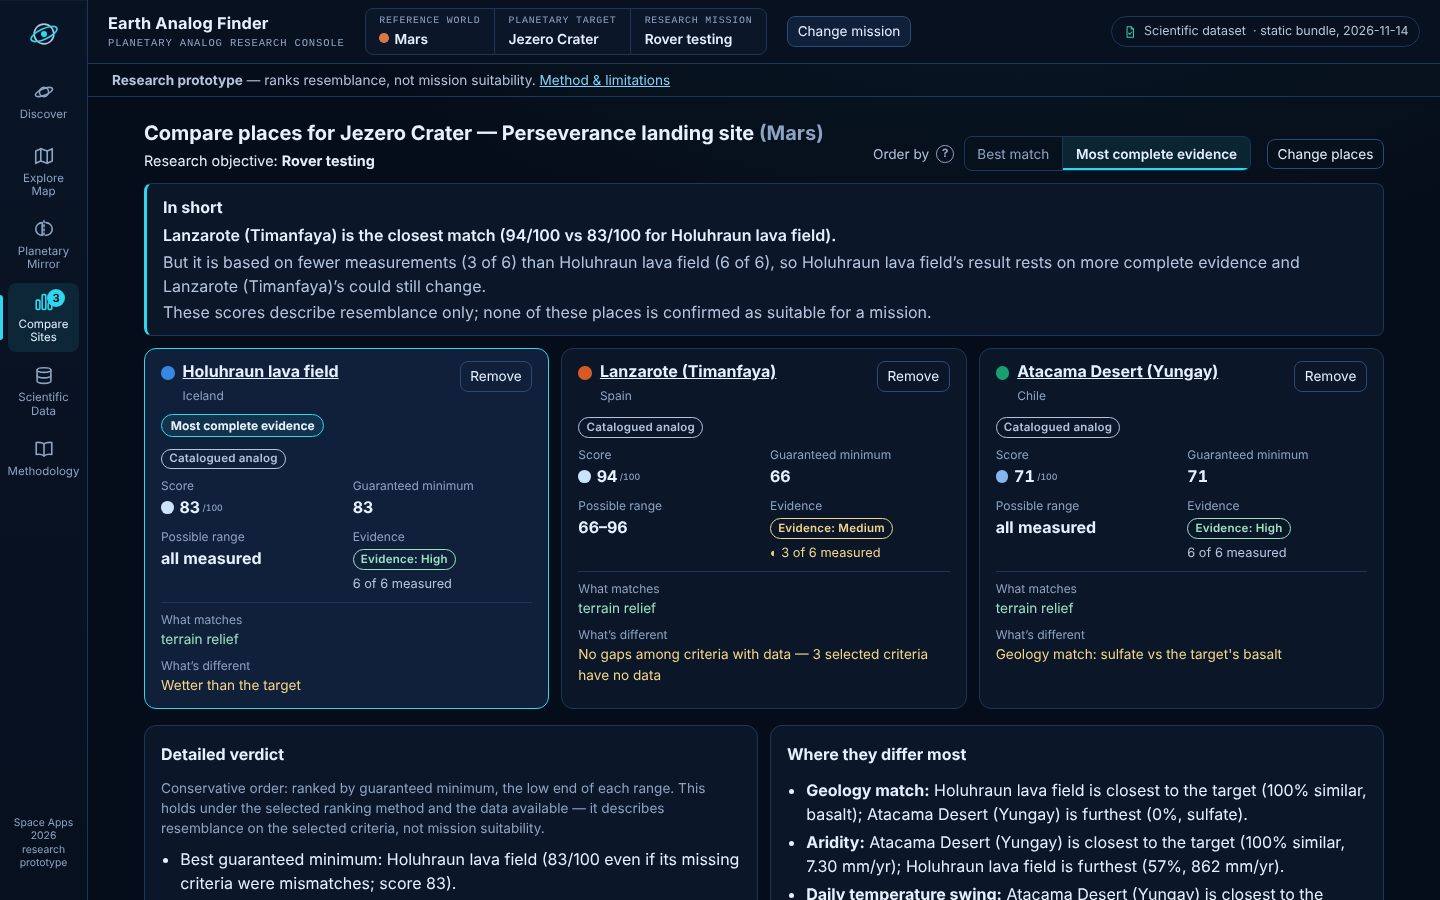 Earth Analog Finder
PLANETARY ANALOG RESEARCH CONSOLE
REFERENCE WORLD
Mars
PLANETARY TARGET
Jezero Crater
RESEARCH MISSION
Rover testing
Change mission
Scientific dataset · static bundle, 2026-11-14
Research prototype — ranks resemblance, not mission suitability. Method & limitations
Discover
Explore
Map
Planetary
Mirror
3
Compare
Sites
Scientific
Data
Methodology
Space Apps
2026
research
prototype
Compare places for Jezero Crater — Perseverance landing site (Mars)
Research objective: Rover testing
Order by ?
Best match
Most complete evidence
Change places
In short
Lanzarote (Timanfaya) is the closest match (94/100 vs 83/100 for Holuhraun lava field).
But it is based on fewer measurements (3 of 6) than Holuhraun lava field (6 of 6), so Holuhraun lava field’s result rests on more complete evidence and
Lanzarote (Timanfaya)’s could still change.
These scores describe resemblance only; none of these places is confirmed as suitable for a mission.
Holuhraun lava field
Remove
Iceland
Most complete evidence
Catalogued analog
Score
83 /100
Guaranteed minimum
83
Possible range
all measured
Evidence
Evidence: High
6 of 6 measured
What matches
terrain relief
What’s different
Wetter than the target
Lanzarote (Timanfaya)
Remove
Spain
Catalogued analog
Score
94 /100
Guaranteed minimum
66
Possible range
66–96
Evidence
Evidence: Medium
3 of 6 measured
What matches
terrain relief
What’s different
No gaps among criteria with data — 3 selected criteria
have no data
Atacama Desert (Yungay)
Remove
Chile
Catalogued analog
Score
71 /100
Guaranteed minimum
71
Possible range
all measured
Evidence
Evidence: High
6 of 6 measured
What matches
terrain relief
What’s different
Geology match: sulfate vs the target's basalt
Detailed verdict
Conservative order: ranked by guaranteed minimum, the low end of each range. This
holds under the selected ranking method and the data available — it describes
resemblance on the selected criteria, not mission suitability.
• Best guaranteed minimum: Holuhraun lava field (83/100 even if its missing
criteria were mismatches; score 83).
Where they differ most
• Geology match: Holuhraun lava field is closest to the target (100% similar,
basalt); Atacama Desert (Yungay) is furthest (0%, sulfate).
• Aridity: Atacama Desert (Yungay) is closest to the target (100% similar,
7.30 mm/yr); Holuhraun lava field is furthest (57%, 862 mm/yr).
• Daily temperature swing: Atacama Desert (Yungay) is closest to the